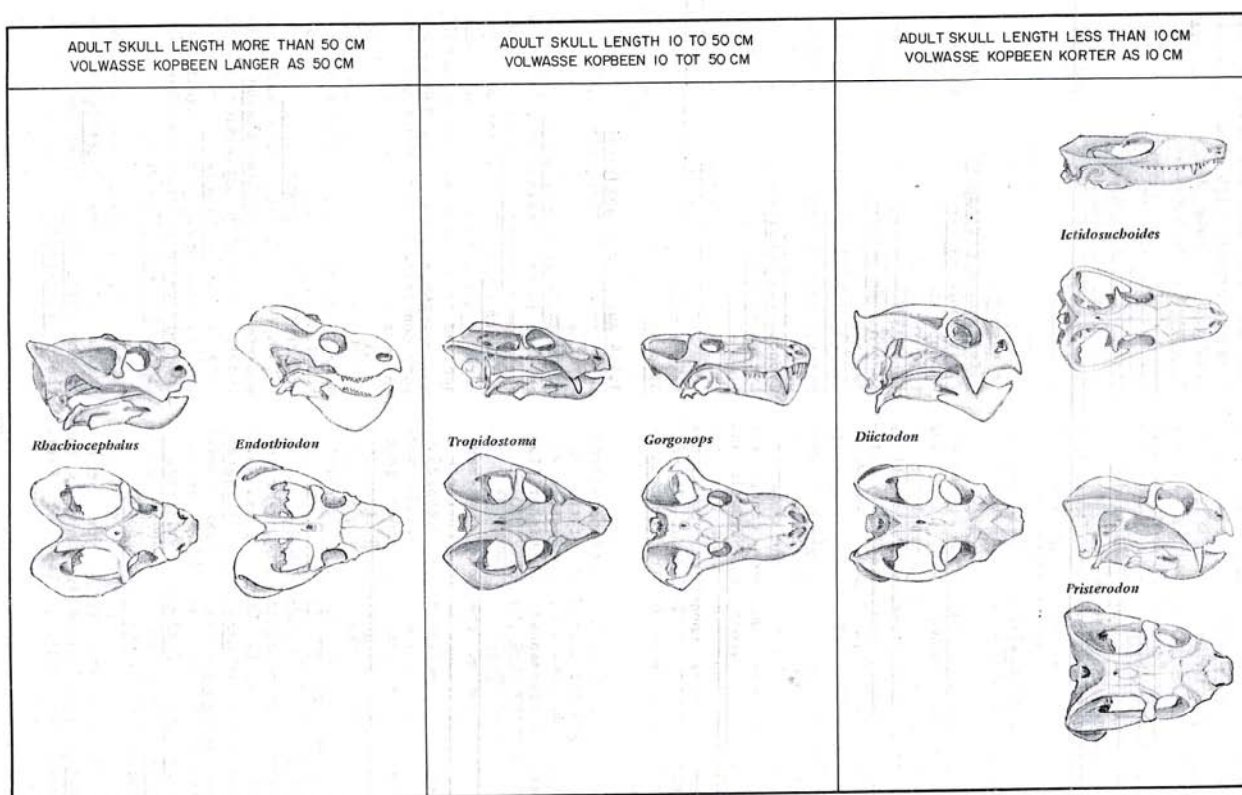 ADULT SKULL LENGTH MORE THAN 50 CM
VOLWASSE KOPBEEN LANGER AS 50 CM
ADULT SKULL LENGTH 10 TO 50 CM
VOLWASSE KOPBEEN 10 TOT 50 CM
ADULT SKULL LENGTH LESS THAN 10 CM
VOLWASSE KOPBEEN KORTER AS 10 CM
Rhachiocephalus
Endothiodon
Tropidostoma
Gorgonops
Diictodon
Ictidosuchoides
Pristerodon